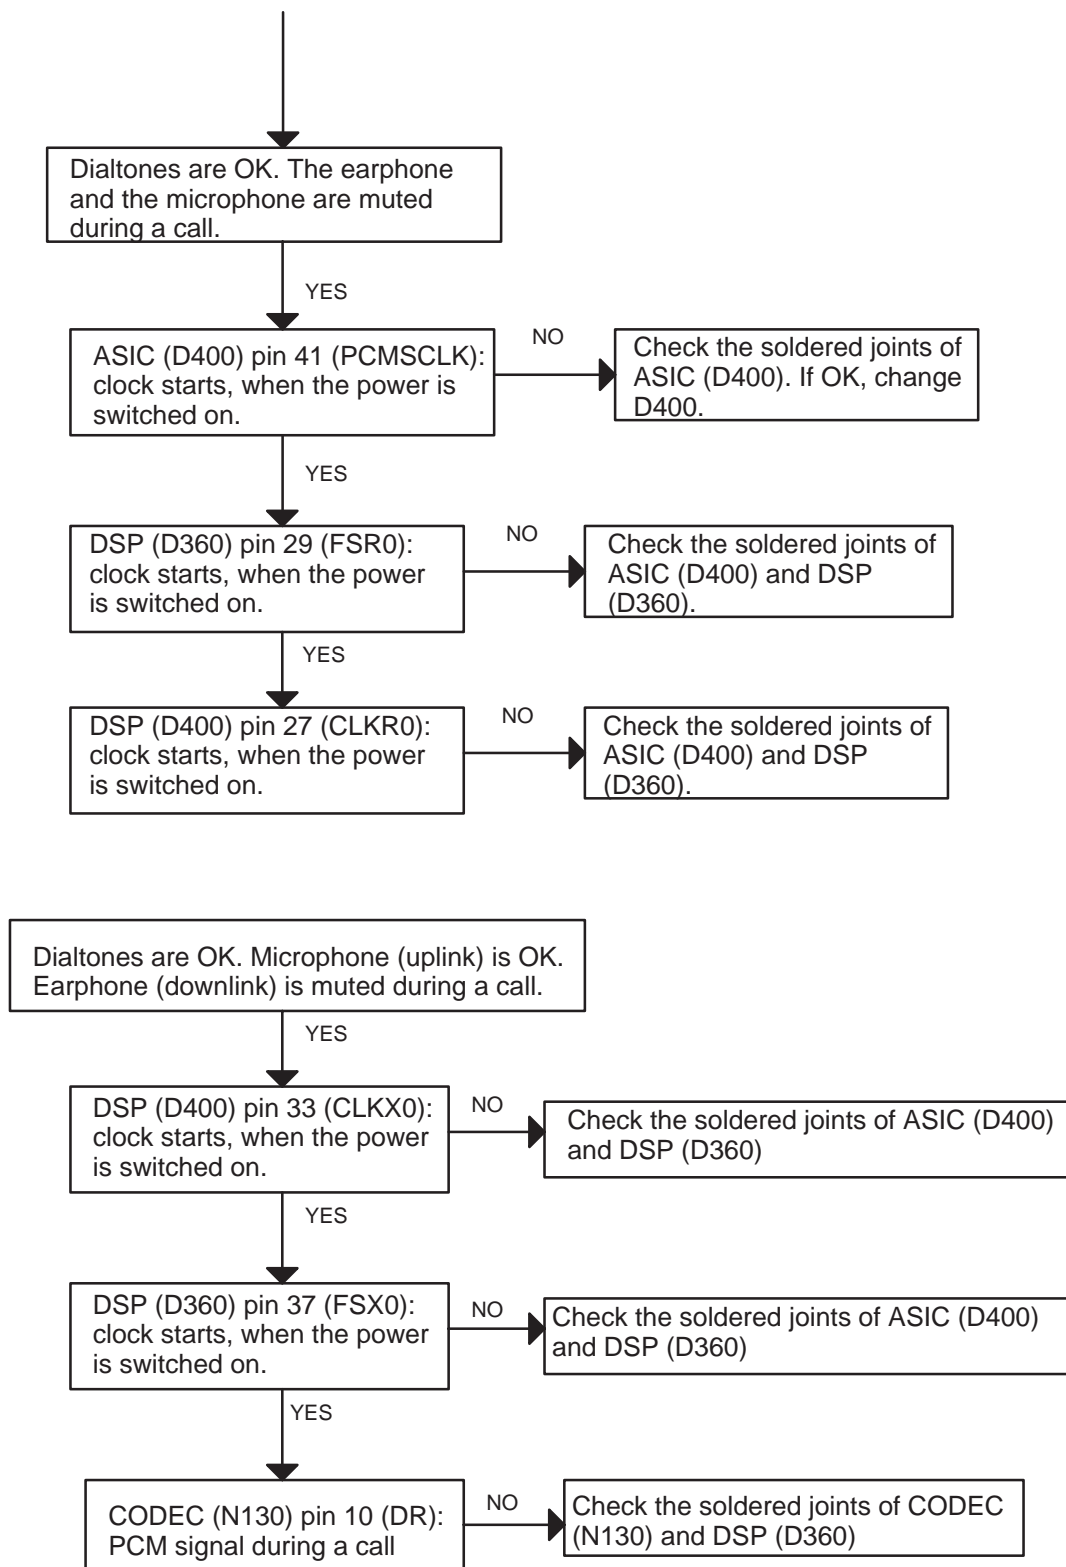 Dialtones are OK. The earphone
and the microphone are muted
during a call.
YES
ASIC (D400) pin 41 (PCMSCLK):
clock starts, when the power is
switched on.
NO
Check the soldered joints of
ASIC (D400). If OK, change
D400.
YES
DSP (D360) pin 29 (FSR0):
clock starts, when the power
is switched on.
NO
Check the soldered joints of
ASIC (D400) and DSP
(D360).
YES
DSP (D400) pin 27 (CLKR0):
clock starts, when the power
is switched on.
NO
Check the soldered joints of
ASIC (D400) and DSP
(D360).
Dialtones are OK. Microphone (uplink) is OK.
Earphone (downlink) is muted during a call.
YES
DSP (D400) pin 33 (CLKX0):
clock starts, when the power
is switched on.
NO
Check the soldered joints of ASIC (D400)
and DSP (D360)
YES
DSP (D360) pin 37 (FSX0):
clock starts, when the power
is switched on.
NO
Check the soldered joints of ASIC (D400)
and DSP (D360)
YES
CODEC (N130) pin 10 (DR):
PCM signal during a call
NO
Check the soldered joints of CODEC
(N130) and DSP (D360)